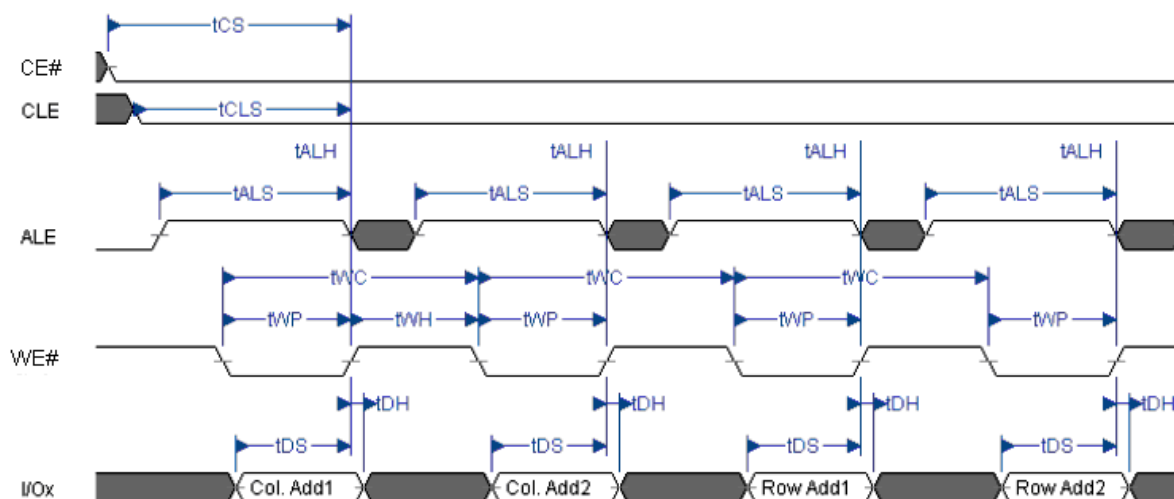 tCS
CE#
CLE
tCLS
tALH tALH tALH tALH
tALS tALS tALS tALS
ALE
tWC tWC tWC
tWP tWH tWP tWP tWP
WE#
tDH tDH tDH tDH
tDS tDS tDS tDS
I/Ox Col. Add1 Col. Add2 Row Add1 Row Add2